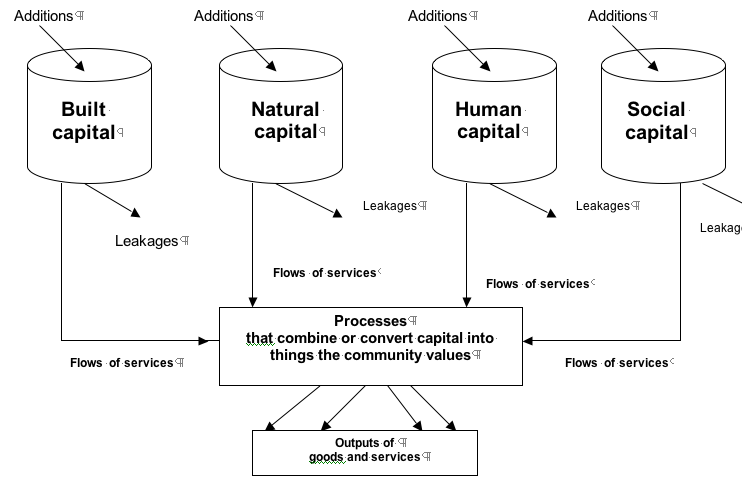 Additions¶ Additions¶ Additions¶ Additions¶
Built Natural Human Social
capital¶ capital¶ capital¶ capital¶
Leakages¶ Leakages¶
Leakag
Leakages¶
Flows of services
Flows of services
Processes¶
that combine or convert capital into
things the community values¶
Flows of services¶ Flows of services
Outputs of¶
goods and services¶